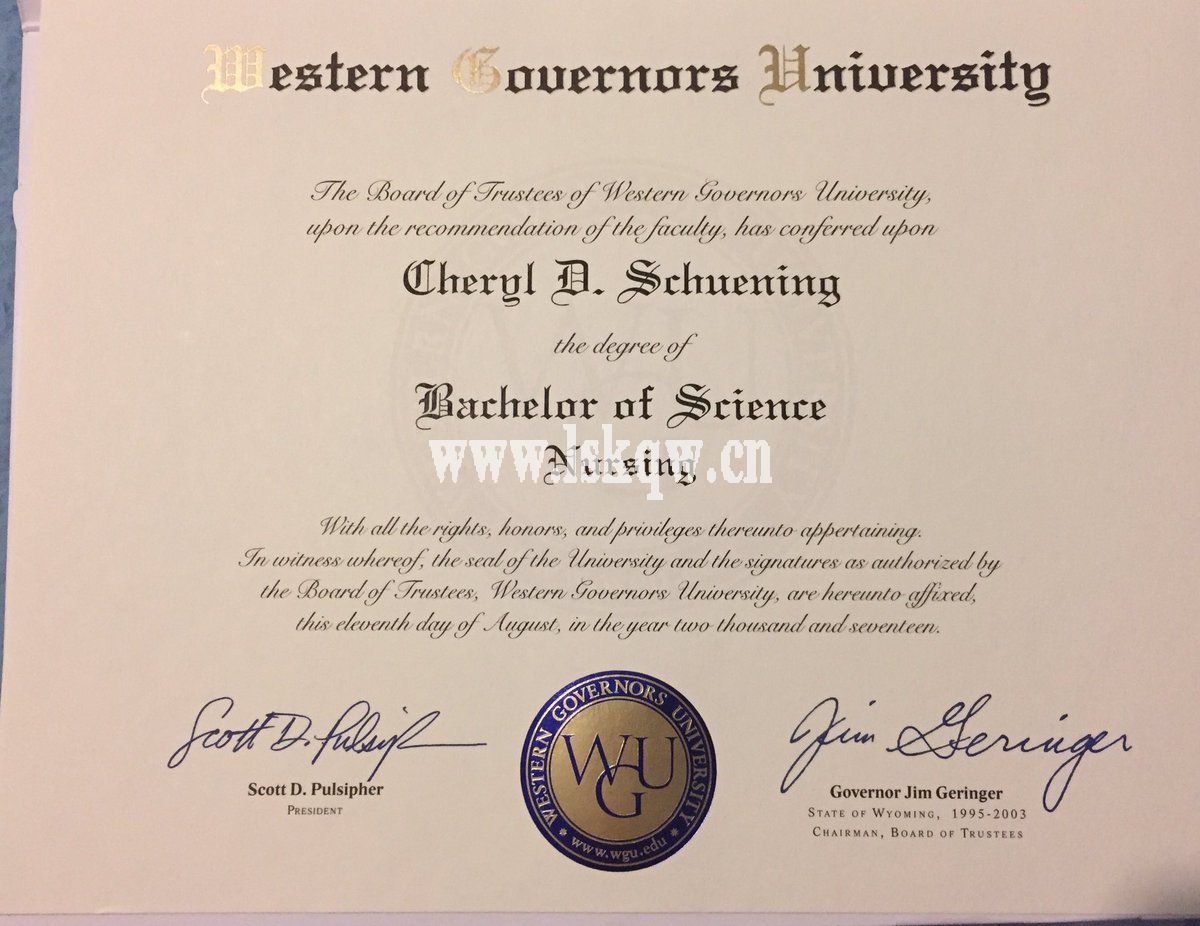 Western Governors University
The Board of Trustees of Western Governors University,
upon the recommendation of the faculty, has conferred upon
Cheryl D. Schuening
the degree of
Bachelor of Science
www.lskqw.cn
Nursing
With all the rights, honors, and privileges thereunto appertaining.
In witness whereof, the seal of the University and the signatures as authorized by
the Board of Trustees, Western Governors University, are hereunto affixed,
this eleventh day of August, in the year two thousand and seventeen.
Scott D. Pulsipher
Scott D. Pulsipher
PRESIDENT
WESTERN GOVERNORS UNIVERSITY
WGU
www.wgu.edu
Jim Geringer
Governor Jim Geringer
STATE OF WYOMING, 1995-2003
CHAIRMAN, BOARD OF TRUSTEES